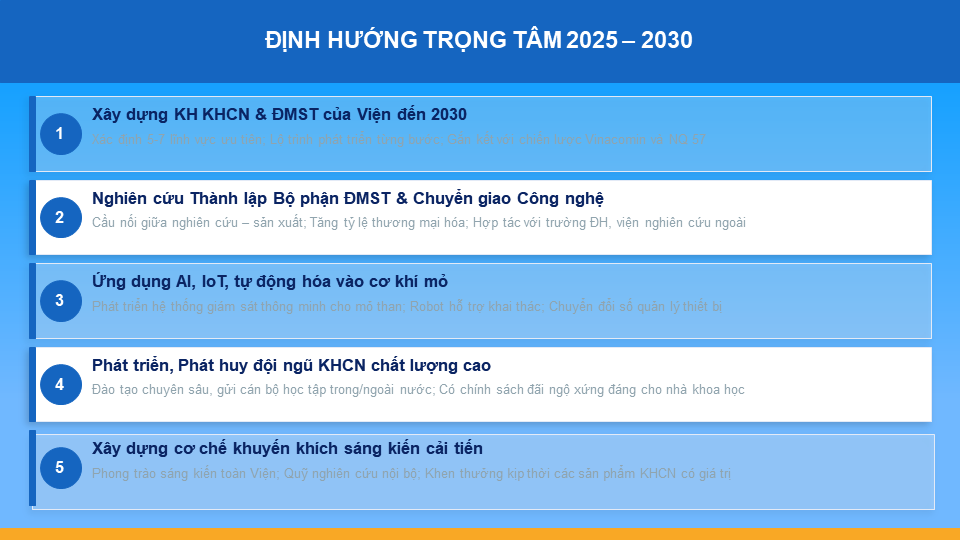 ĐỊNH HƯỚNG TRỌNG TÂM 2025 – 2030
1
Xây dựng KH KHCN & ĐMST của Viện đến 2030
2
Nghiên cứu Thành lập Bộ phận ĐMST & Chuyển giao Công nghệ
Cầu nối giữa nghiên cứu – sản xuất; Tăng tỷ lệ thương mại hóa; Hợp tác với trường ĐH, viện nghiên cứu ngoài
3
Ứng dụng AI, IoT, tự động hóa vào cơ khí mỏ
Phát triển hệ thống giám sát thông minh cho mỏ than; Robot hỗ trợ khai thác; Chuyển đổi số quản lý thiết bị
4
Phát triển, Phát huy đội ngũ KHCN chất lượng cao
Đào tạo chuyên sâu, gửi cán bộ học tập trong/ngoài nước; Có chính sách đãi ngộ xứng đáng cho nhà khoa học
5
Xây dựng cơ chế khuyến khích sáng kiến cải tiến
Phong trào sáng kiến toàn Viện; Quỹ nghiên cứu nội bộ; Khen thưởng kịp thời các sản phẩm KHCN có giá trị